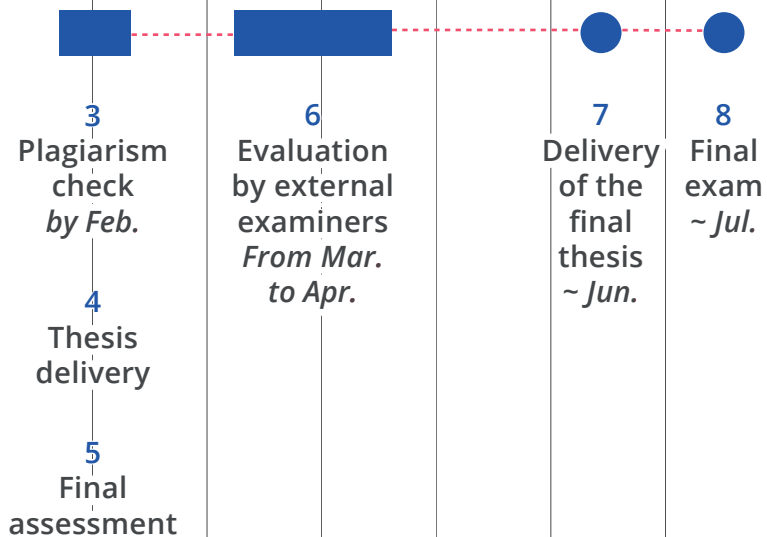 3
Plagiarism
check
by Feb.
4
Thesis
delivery
5
Final
assessment
6
Evaluation
by external
examiners
From Mar.
to Apr.
7
Delivery
of the
final
thesis
~ Jun.
8
Final
exam
~ Jul.